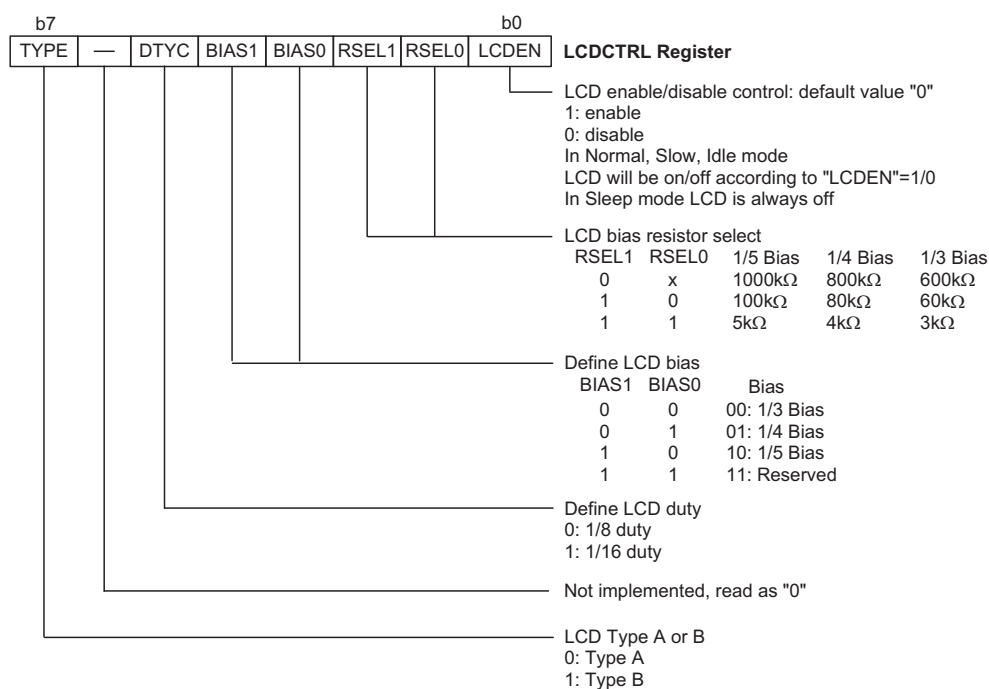 b7 b0
TYPE — DTYC BIAS1 BIAS0 RSEL1 RSEL0 LCDEN LCDCTRL Register
LCD enable/disable control: default value "0"
1: enable
0: disable
In Normal, Slow, Idle mode
LCD will be on/off according to "LCDEN"=1/0
In Sleep mode LCD is always off
LCD bias resistor select
RSEL1 RSEL0 1/5 Bias 1/4 Bias 1/3 Bias
0 x 1000kΩ 800kΩ 600kΩ
1 0 100kΩ 80kΩ 60kΩ
1 1 5kΩ 4kΩ 3kΩ
Define LCD bias
BIAS1 BIAS0 Bias
0 0 00: 1/3 Bias
0 1 01: 1/4 Bias
1 0 10: 1/5 Bias
1 1 11: Reserved
Define LCD duty
0: 1/8 duty
1: 1/16 duty
Not implemented, read as "0"
LCD Type A or B
0: Type A
1: Type B